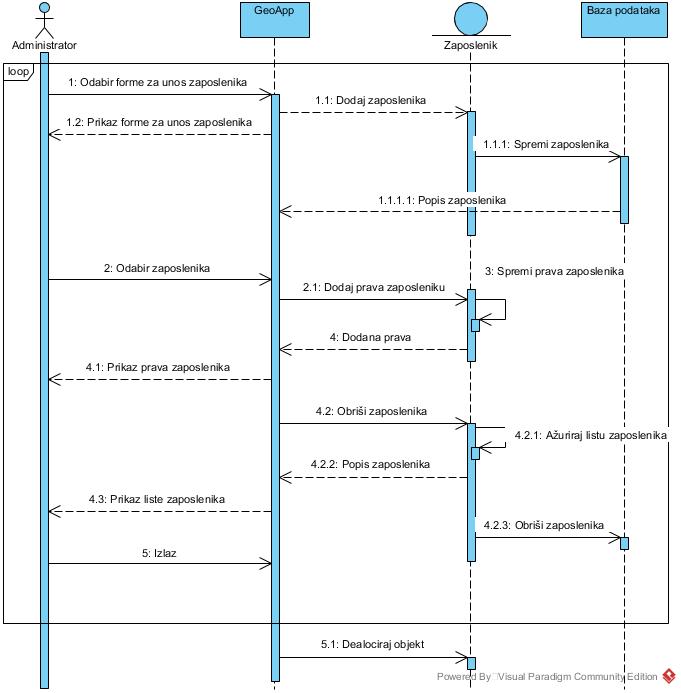 GeoApp
Baza podataka
Administrator
Zaposlenik
loop
1: Odabir forme za unos zaposlenika
1.1: Dodaj zaposlenika
1.2: Prikaz forme za unos zaposlenika
1.1.1: Spremi zaposlenika
1.1.1.1: Popis zaposlenika
2: Odabir zaposlenika
3: Spremi prava zaposlenika
2.1: Dodaj prava zaposleniku
4: Dodana prava
4.1: Prikaz prava zaposlenika
4.2: Obriši zaposlenika
4.2.1: Ažuriraj listu zaposlenika
4.2.2: Popis zaposlenika
4.3: Prikaz liste zaposlenika
4.2.3: Obriši zaposlenika
5: Izlaz
5.1: Dealociraj objekt
Powered By Visual Paradigm Community Edition